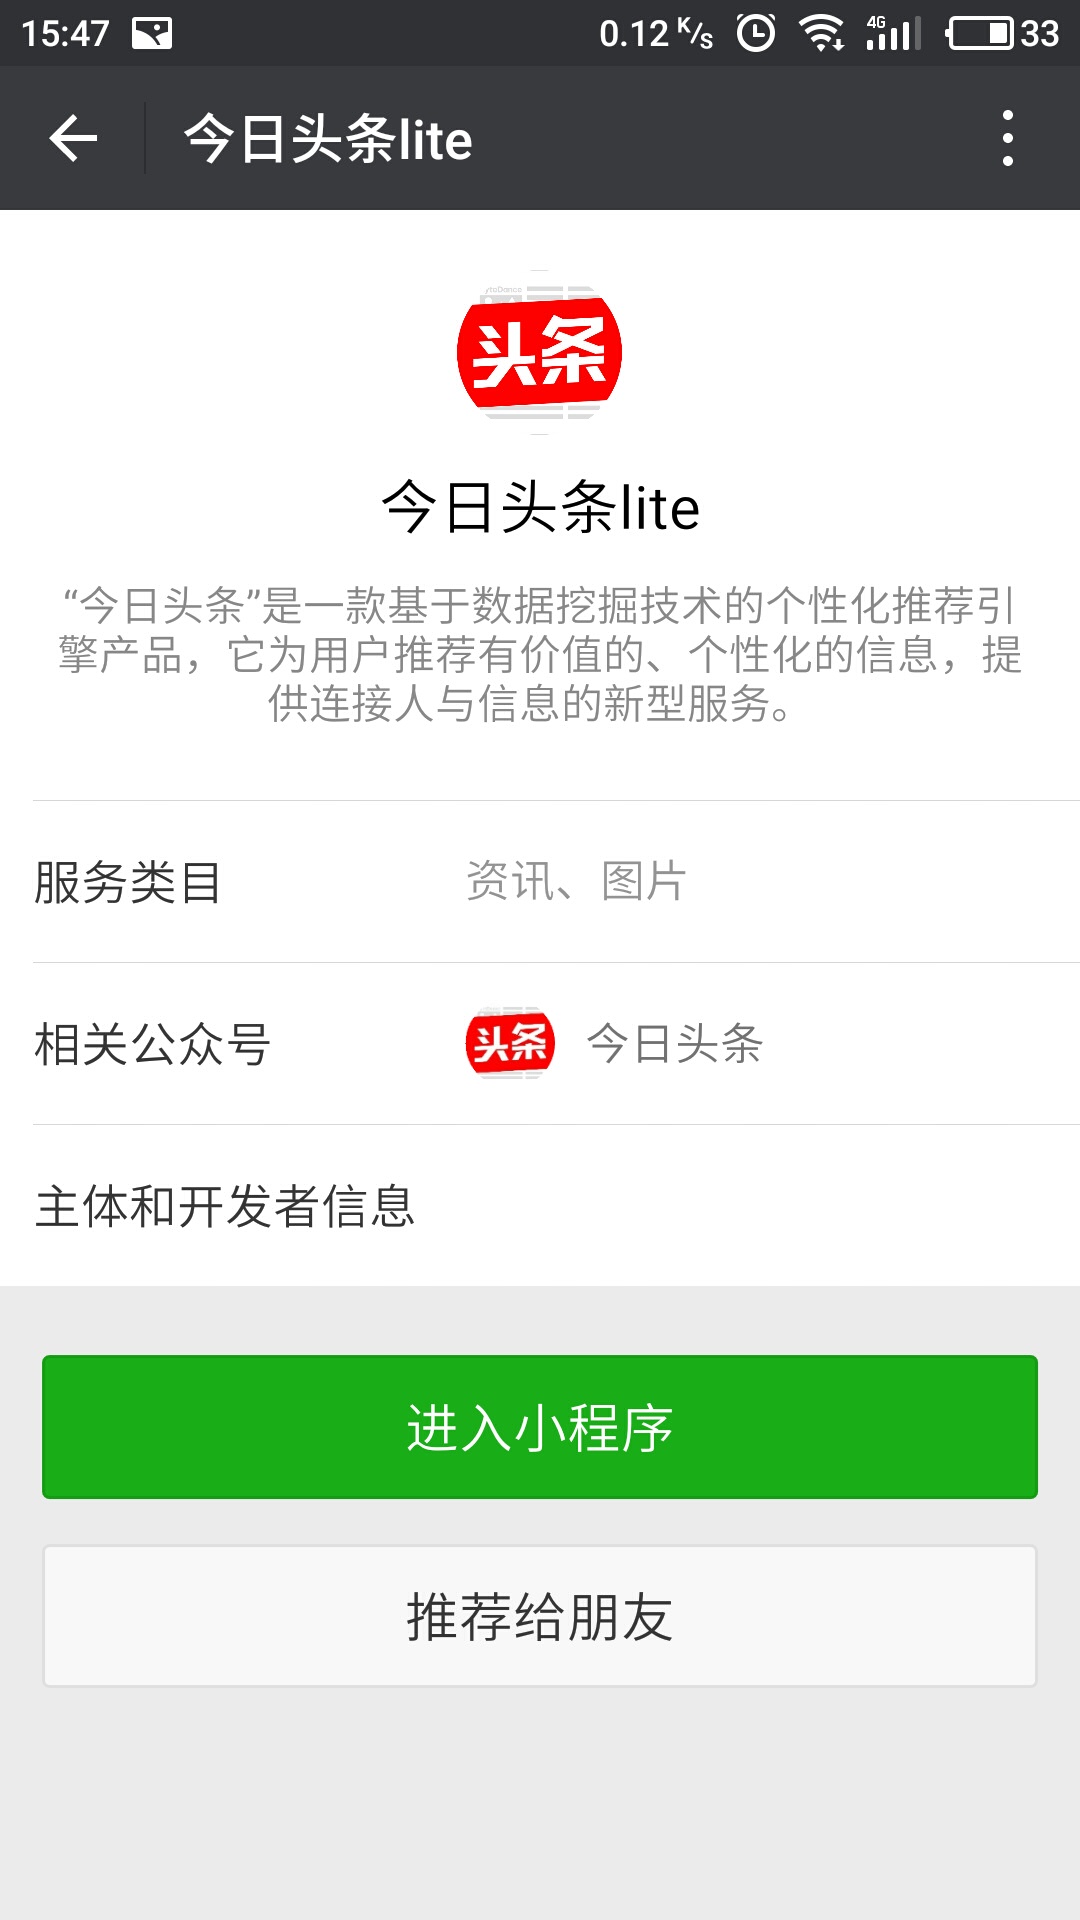 15:47 0.12 K/s 4G 33
今日头条lite
ytoDance
头条
今日头条lite
“今日头条”是一款基于数据挖掘技术的个性化推荐引
擎产品，它为用户推荐有价值的、个性化的信息，提
供连接人与信息的新型服务。
服务类目 资讯、图片
相关公众号 头条 今日头条
主体和开发者信息
进入小程序
推荐给朋友